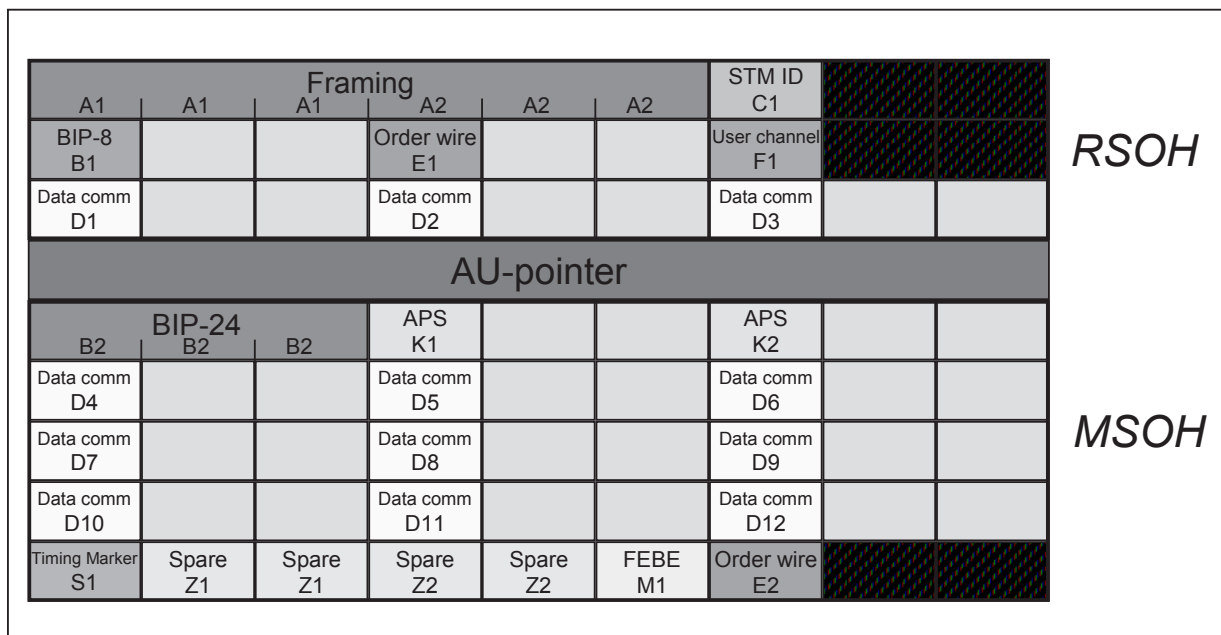 Framing
A1 | A1 | A1 | A2 | A2 | A2
STM ID
C1
BIP-8
B1
Order wire
E1
User channel
F1
RSOH
Data comm
D1
Data comm
D2
Data comm
D3
AU-pointer
BIP-24
B2 | B2 | B2
APS
K1
APS
K2
Data comm
D4
Data comm
D5
Data comm
D6
Data comm
D7
Data comm
D8
Data comm
D9
MSOH
Data comm
D10
Data comm
D11
Data comm
D12
Timing Marker
S1
Spare
Z1
Spare
Z1
Spare
Z2
Spare
Z2
FEBE
M1
Order wire
E2